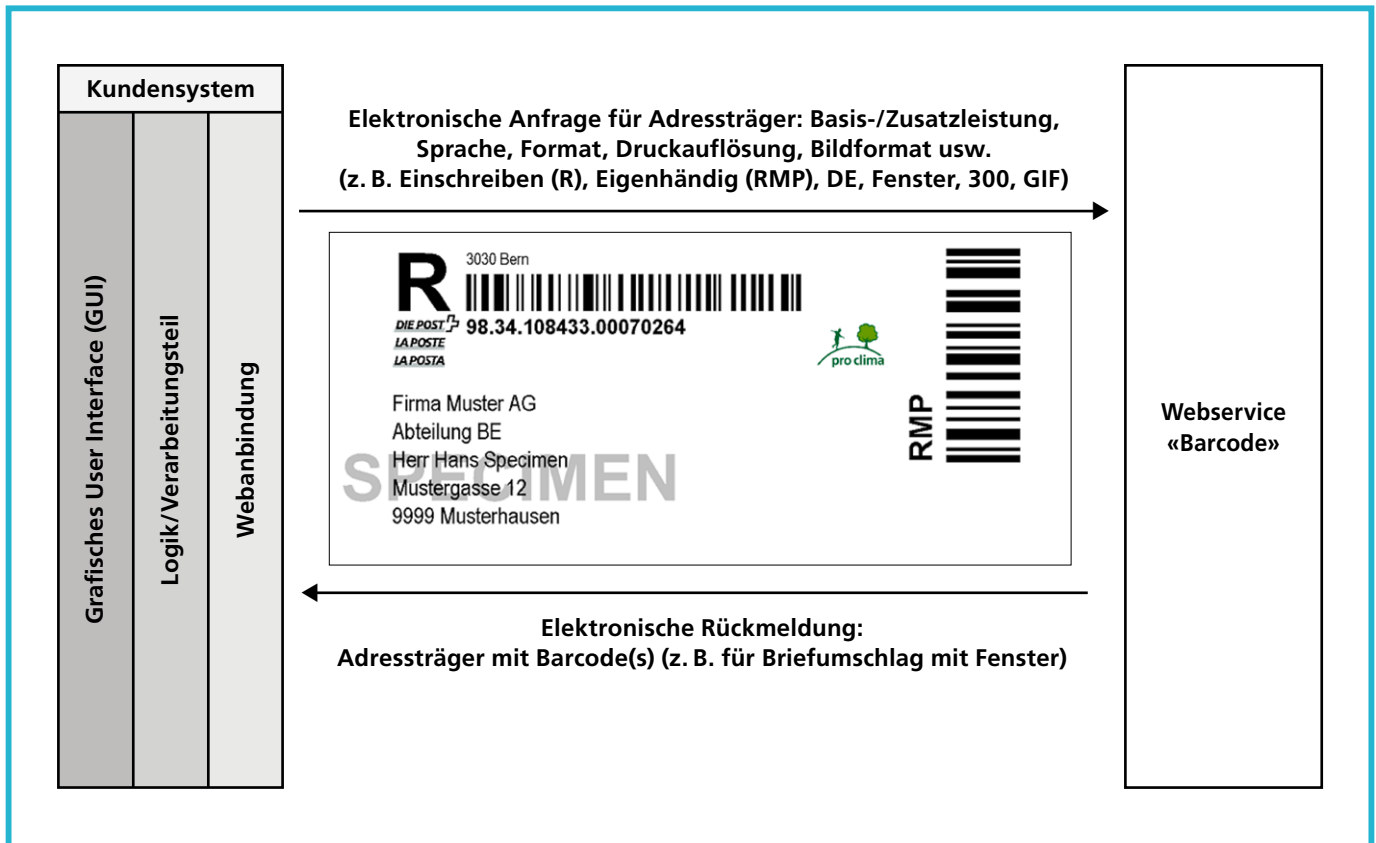 Kundensystem
Grafisches User Interface (GUI)
Logik/Verarbeitungsteil
Webanbindung
Elektronische Anfrage für Adressträger: Basis-/Zusatzleistung,
Sprache, Format, Druckauflösung, Bildformat usw.
(z. B. Einschreiben (R), Eigenhändig (RMP), DE, Fenster, 300, GIF)
R
3030 Bern
98.34.108433.00070264
DIE POST
LA POSTE
LA POSTA
pro clima
RMP
Firma Muster AG
Abteilung BE
Herr Hans Specimen
SPECIMEN
Mustergasse 12
9999 Musterhausen
Elektronische Rückmeldung:
Adressträger mit Barcode(s) (z. B. für Briefumschlag mit Fenster)
Webservice
«Barcode»